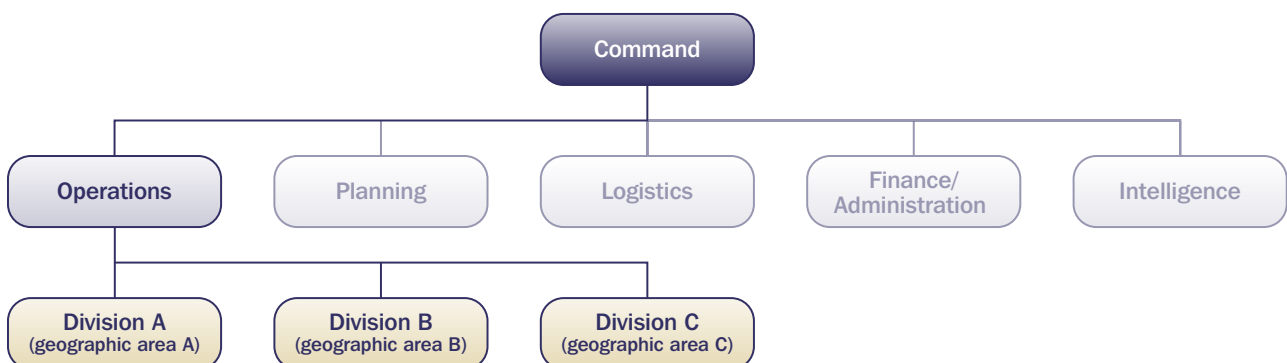 Command
Operations
Planning
Logistics
Finance/
Administration
Intelligence
Division A
(geographic area A)
Division B
(geographic area B)
Division C
(geographic area C)